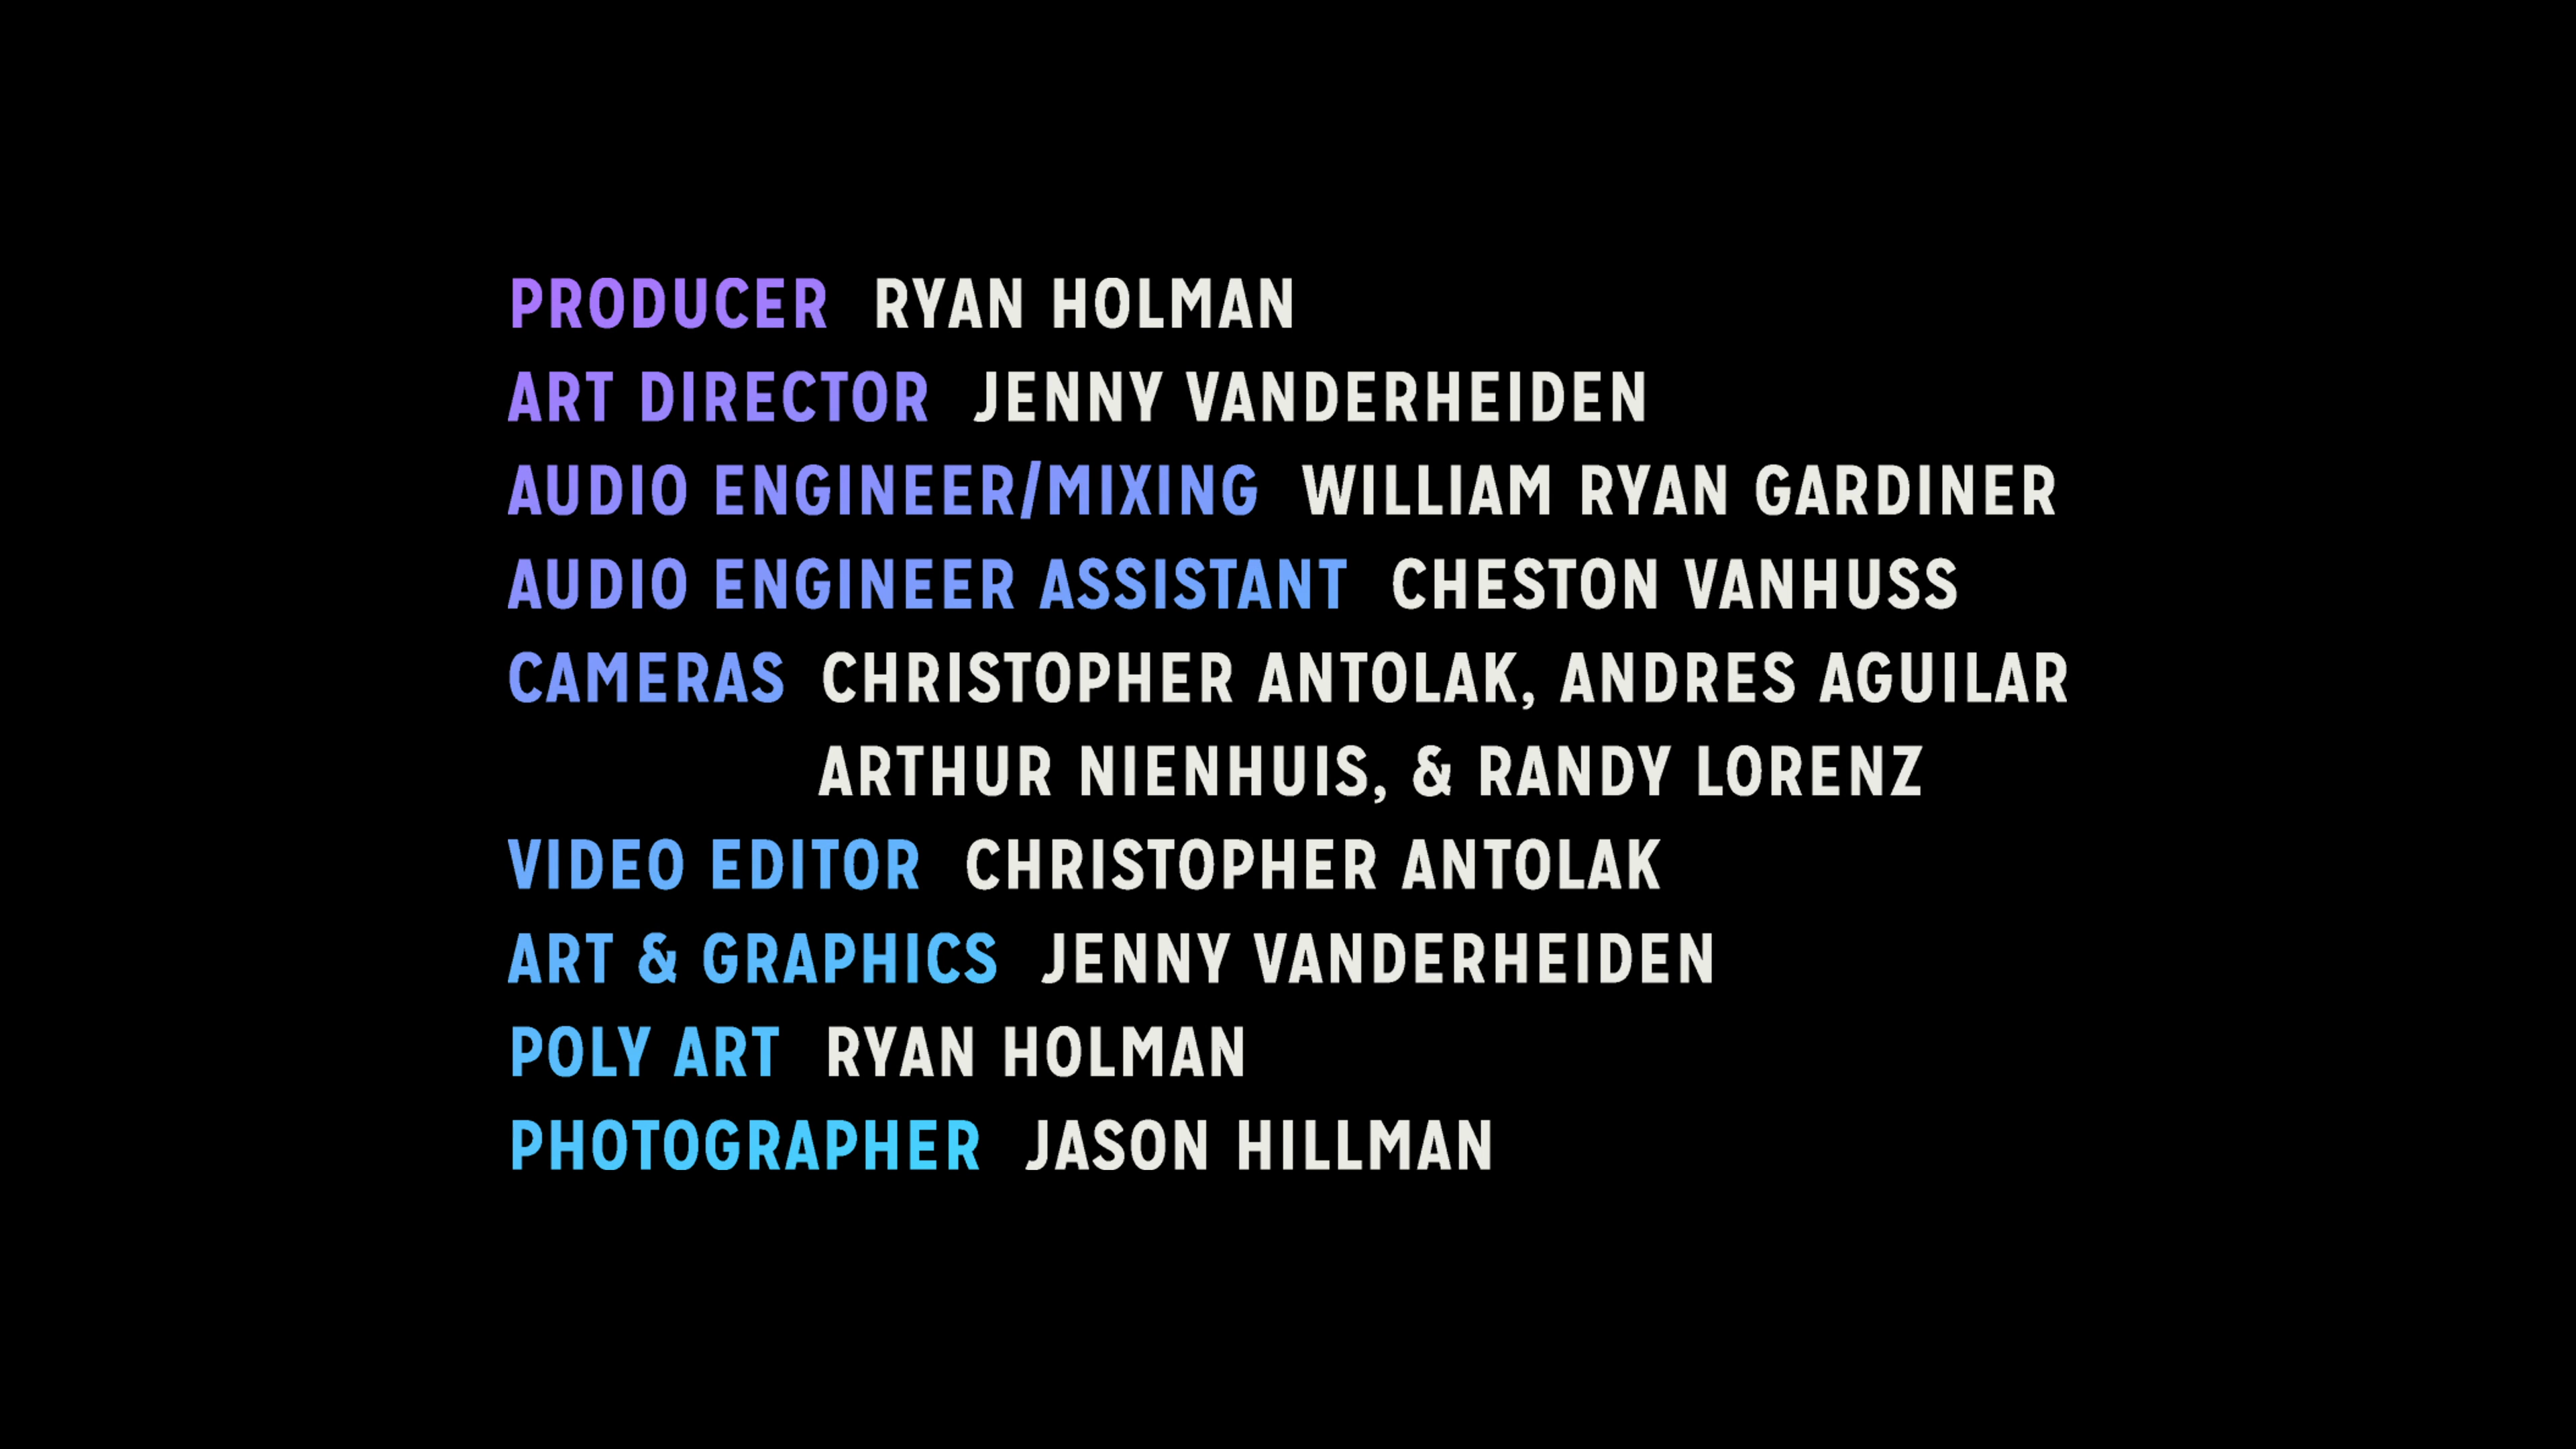 PRODUCER RYAN HOLMAN
ART DIRECTOR JENNY VANDERHEIDEN
AUDIO ENGINEER/MIXING WILLIAM RYAN GARDINER
AUDIO ENGINEER ASSISTANT CHESTON VANHUSS
CAMERAS CHRISTOPHER ANTOLAK, ANDRES AGUILAR
ARTHUR NIENHUIS, & RANDY LORENZ
VIDEO EDITOR CHRISTOPHER ANTOLAK
ART & GRAPHICS JENNY VANDERHEIDEN
POLY ART RYAN HOLMAN
PHOTOGRAPHER JASON HILLMAN